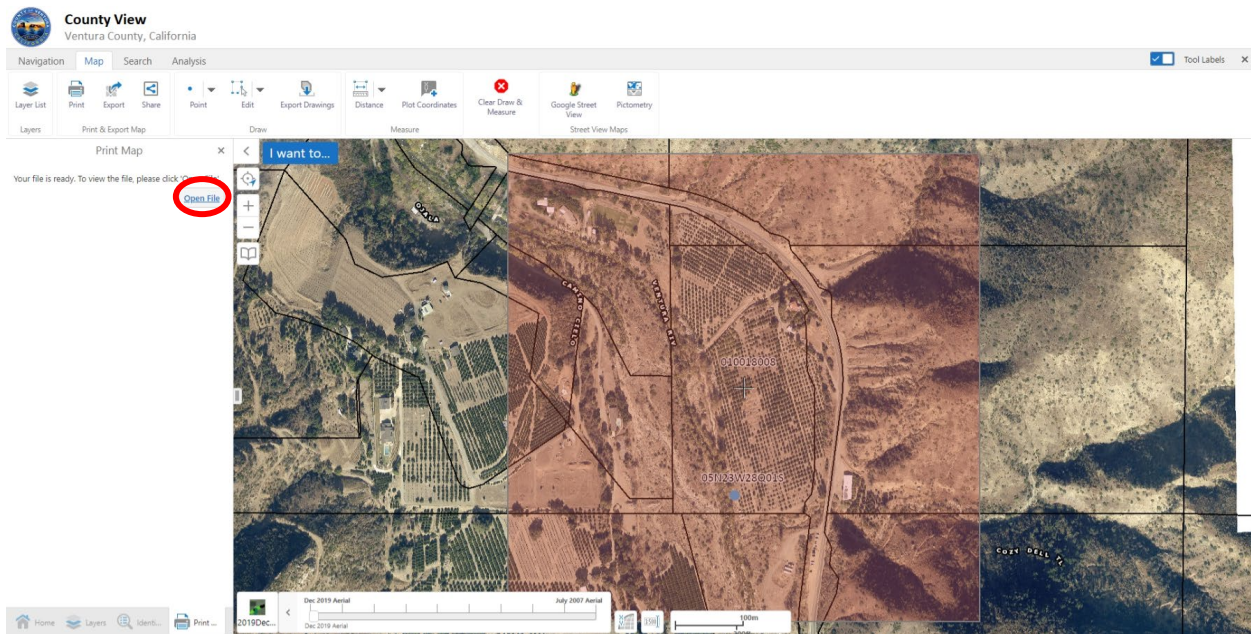 County View
Ventura County, California
Navigation Map Search Analysis
Tool Labels
Layer List Print Export Share Point Edit Export Drawings Distance Plot Coordinates Clear Draw & Measure Google Street View Pictometry
Layers Print & Export Map Draw Measure Street View Maps
Print Map
I want to...
Your file is ready. To view the file, please click
Open File
OJALA
CAMINO CIELO
VENTURA RIV
010018008
05N23W28Q01S
COZY DELL TL
Dec 2019 Aerial July 2007 Aerial
Dec 2019 Aerial
2019Dec...
100m
300ft
Home Layers Identi... Print ...